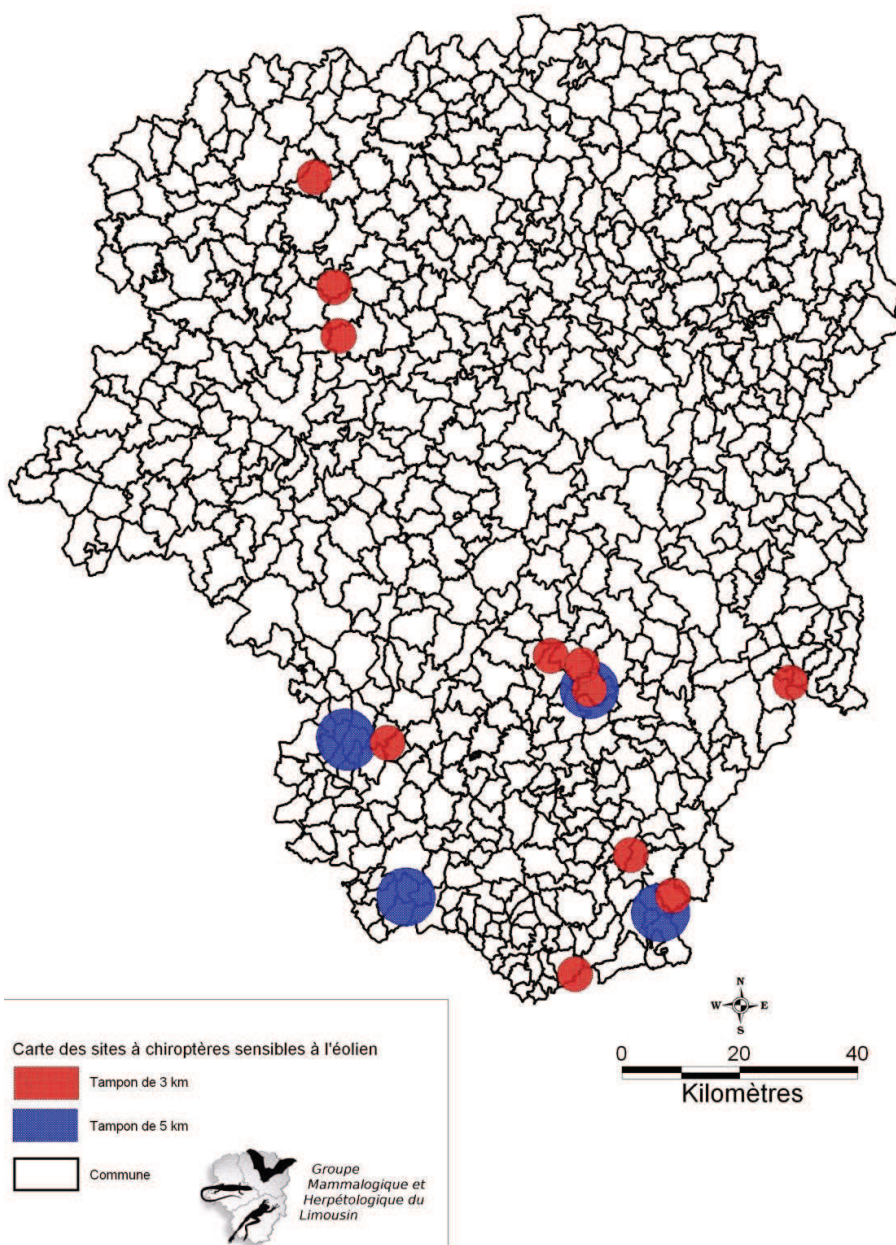 N
W E
S
0 20 40
Kilomètres
Carte des sites à chiroptères sensibles à l'éolien
Tampon de 3 km
Tampon de 5 km
Commune
Groupe
Mammalogique et
Herpétologique du
Limousin